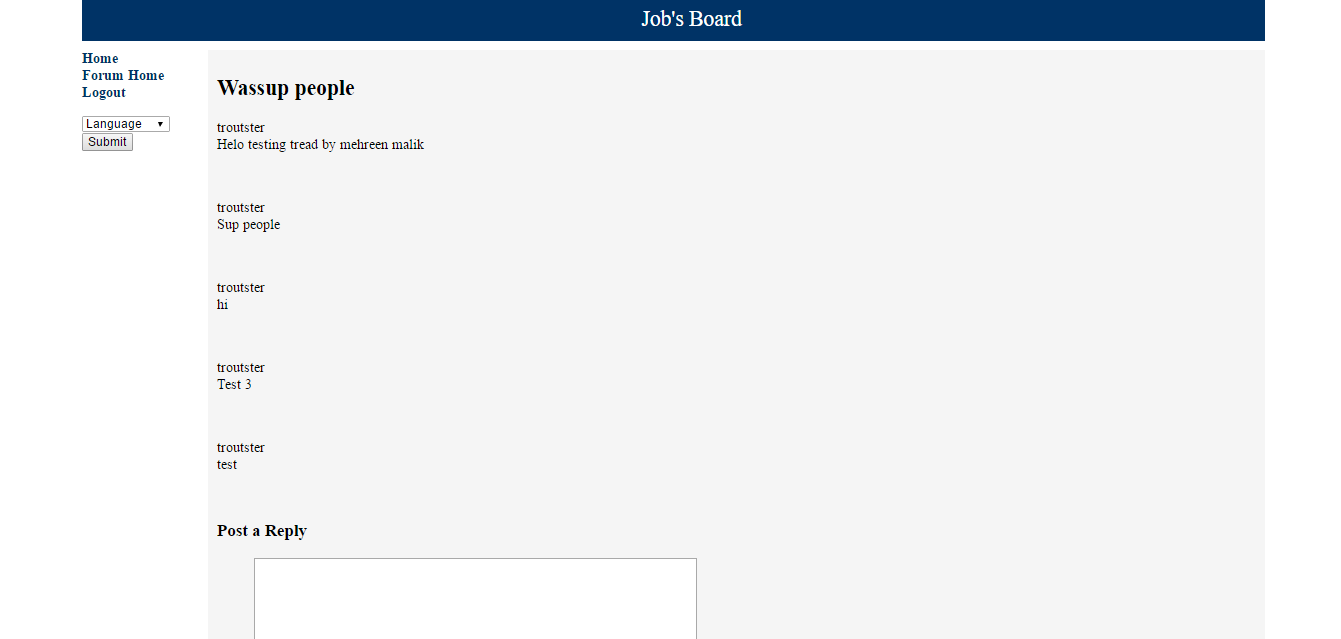 Job's Board
Home
Forum Home
Logout
Language
Submit
Wassup people
troutster
Helo testing tread by mehreen malik
troutster
Sup people
troutster
hi
troutster
Test 3
troutster
test
Post a Reply